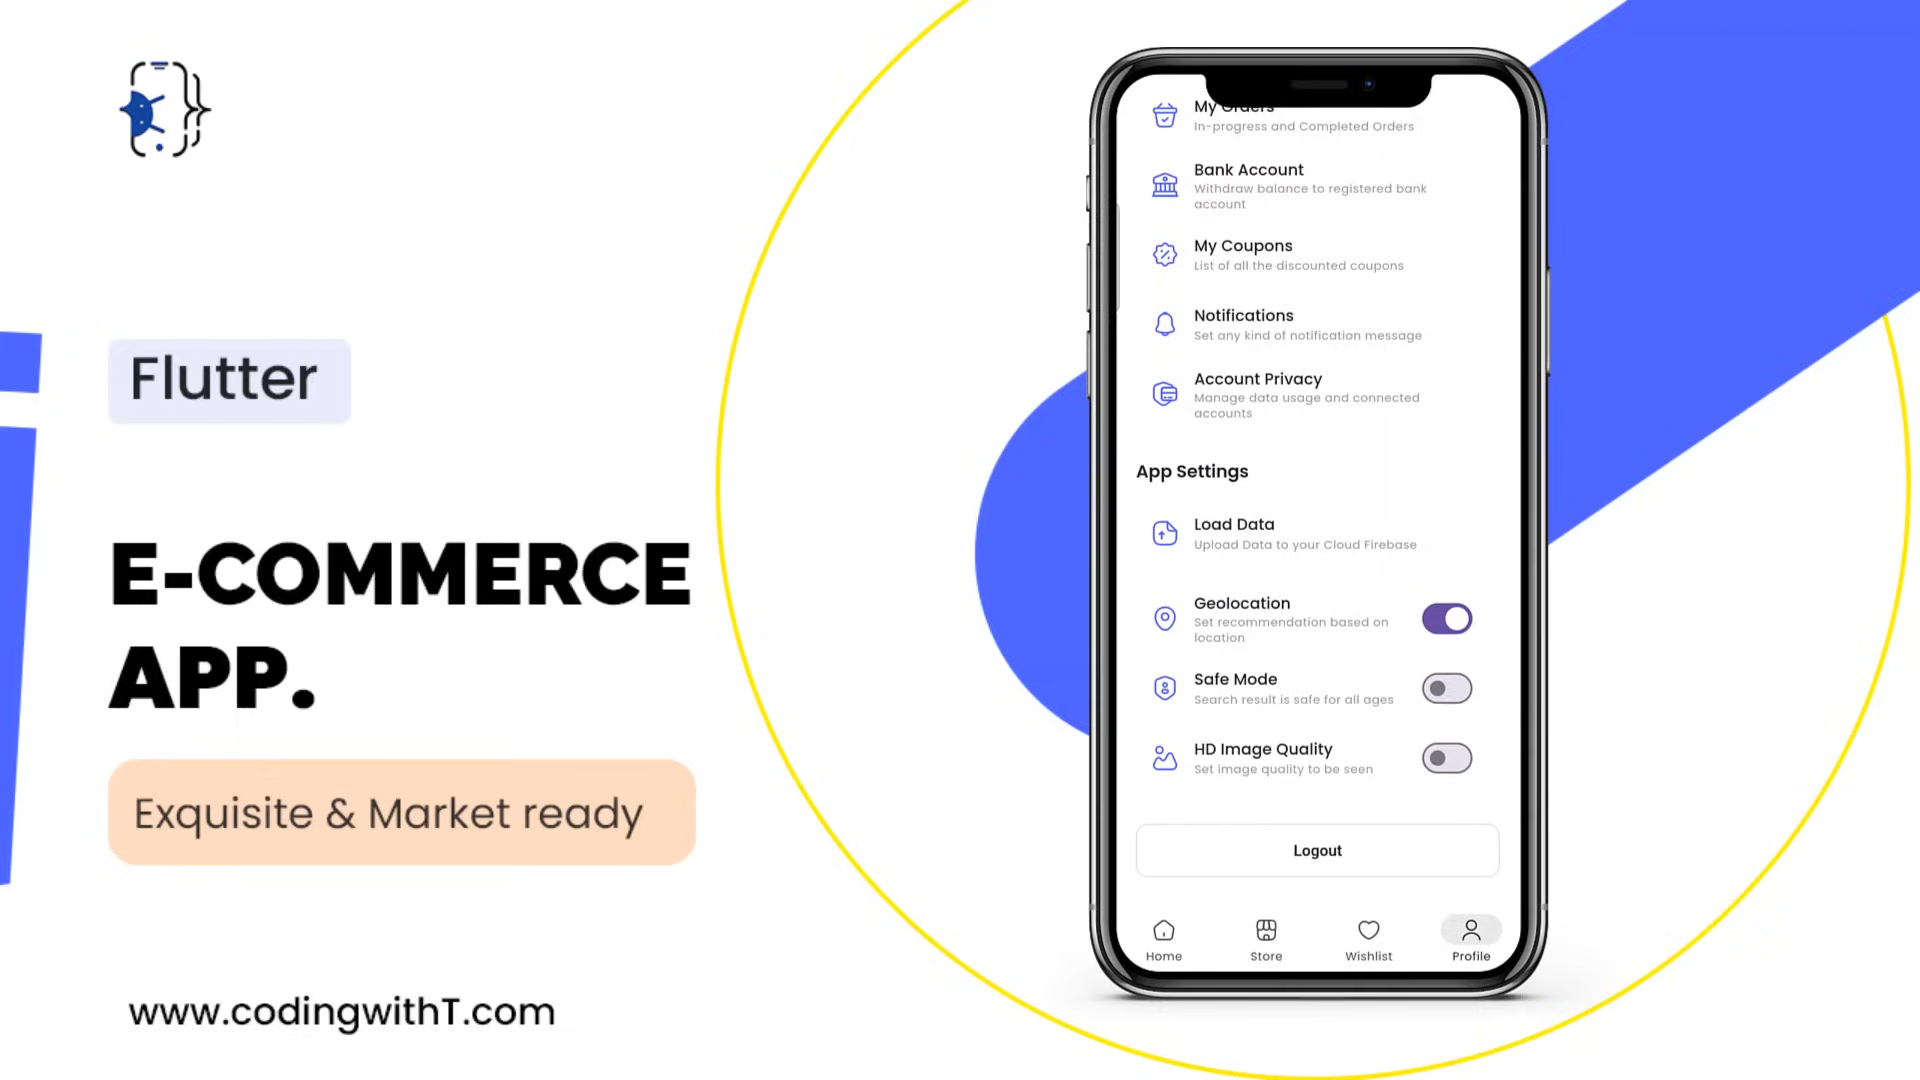 Flutter
E-COMMERCE
APP.
Exquisite & Market ready
www.codingwithT.com
My Orders
In-progress and Completed Orders
Bank Account
Withdraw balance to registered bank
account
My Coupons
List of all the discounted coupons
Notifications
Set any kind of notification message
Account Privacy
Manage data usage and connected
accounts
App Settings
Load Data
Upload Data to your Cloud Firebase
Geolocation
Set recommendation based on
location
Safe Mode
Search result is safe for all ages
HD Image Quality
Set image quality to be seen
Logout
Home Store Wishlist Profile